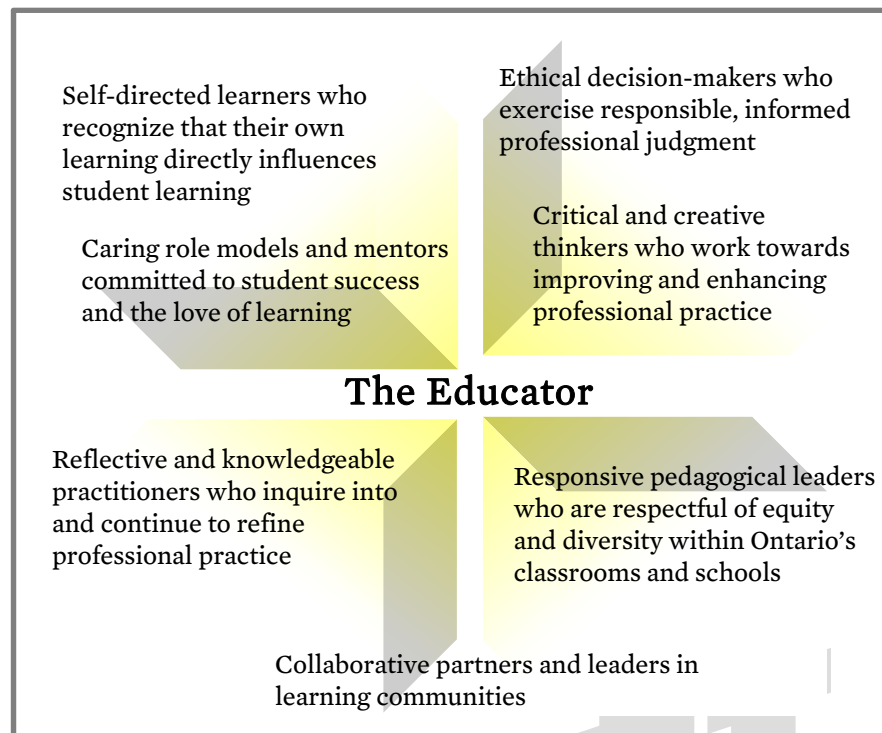 Self-directed learners who
recognize that their own
learning directly influences
student learning
Ethical decision-makers who
exercise responsible, informed
professional judgment
Caring role models and mentors
committed to student success
and the love of learning
Critical and creative
thinkers who work towards
improving and enhancing
professional practice
The Educator
Reflective and knowledgeable
practitioners who inquire into
and continue to refine
professional practice
Responsive pedagogical leaders
who are respectful of equity
and diversity within Ontario’s
classrooms and schools
Collaborative partners and leaders in
learning communities